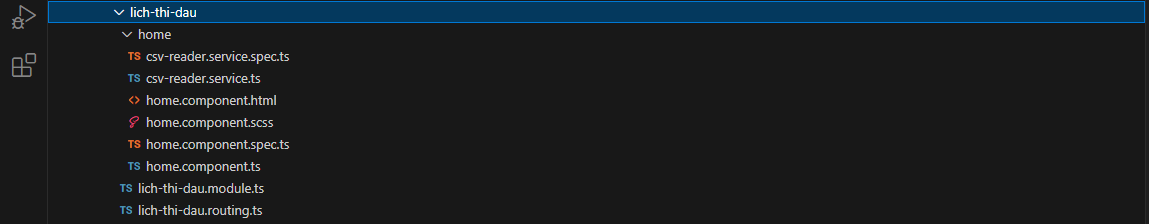 lich-thi-dau
home
TS csv-reader.service.spec.ts
TS csv-reader.service.ts
<> home.component.html
home.component.scss
TS home.component.spec.ts
TS home.component.ts
TS lich-thi-dau.module.ts
TS lich-thi-dau.routing.ts